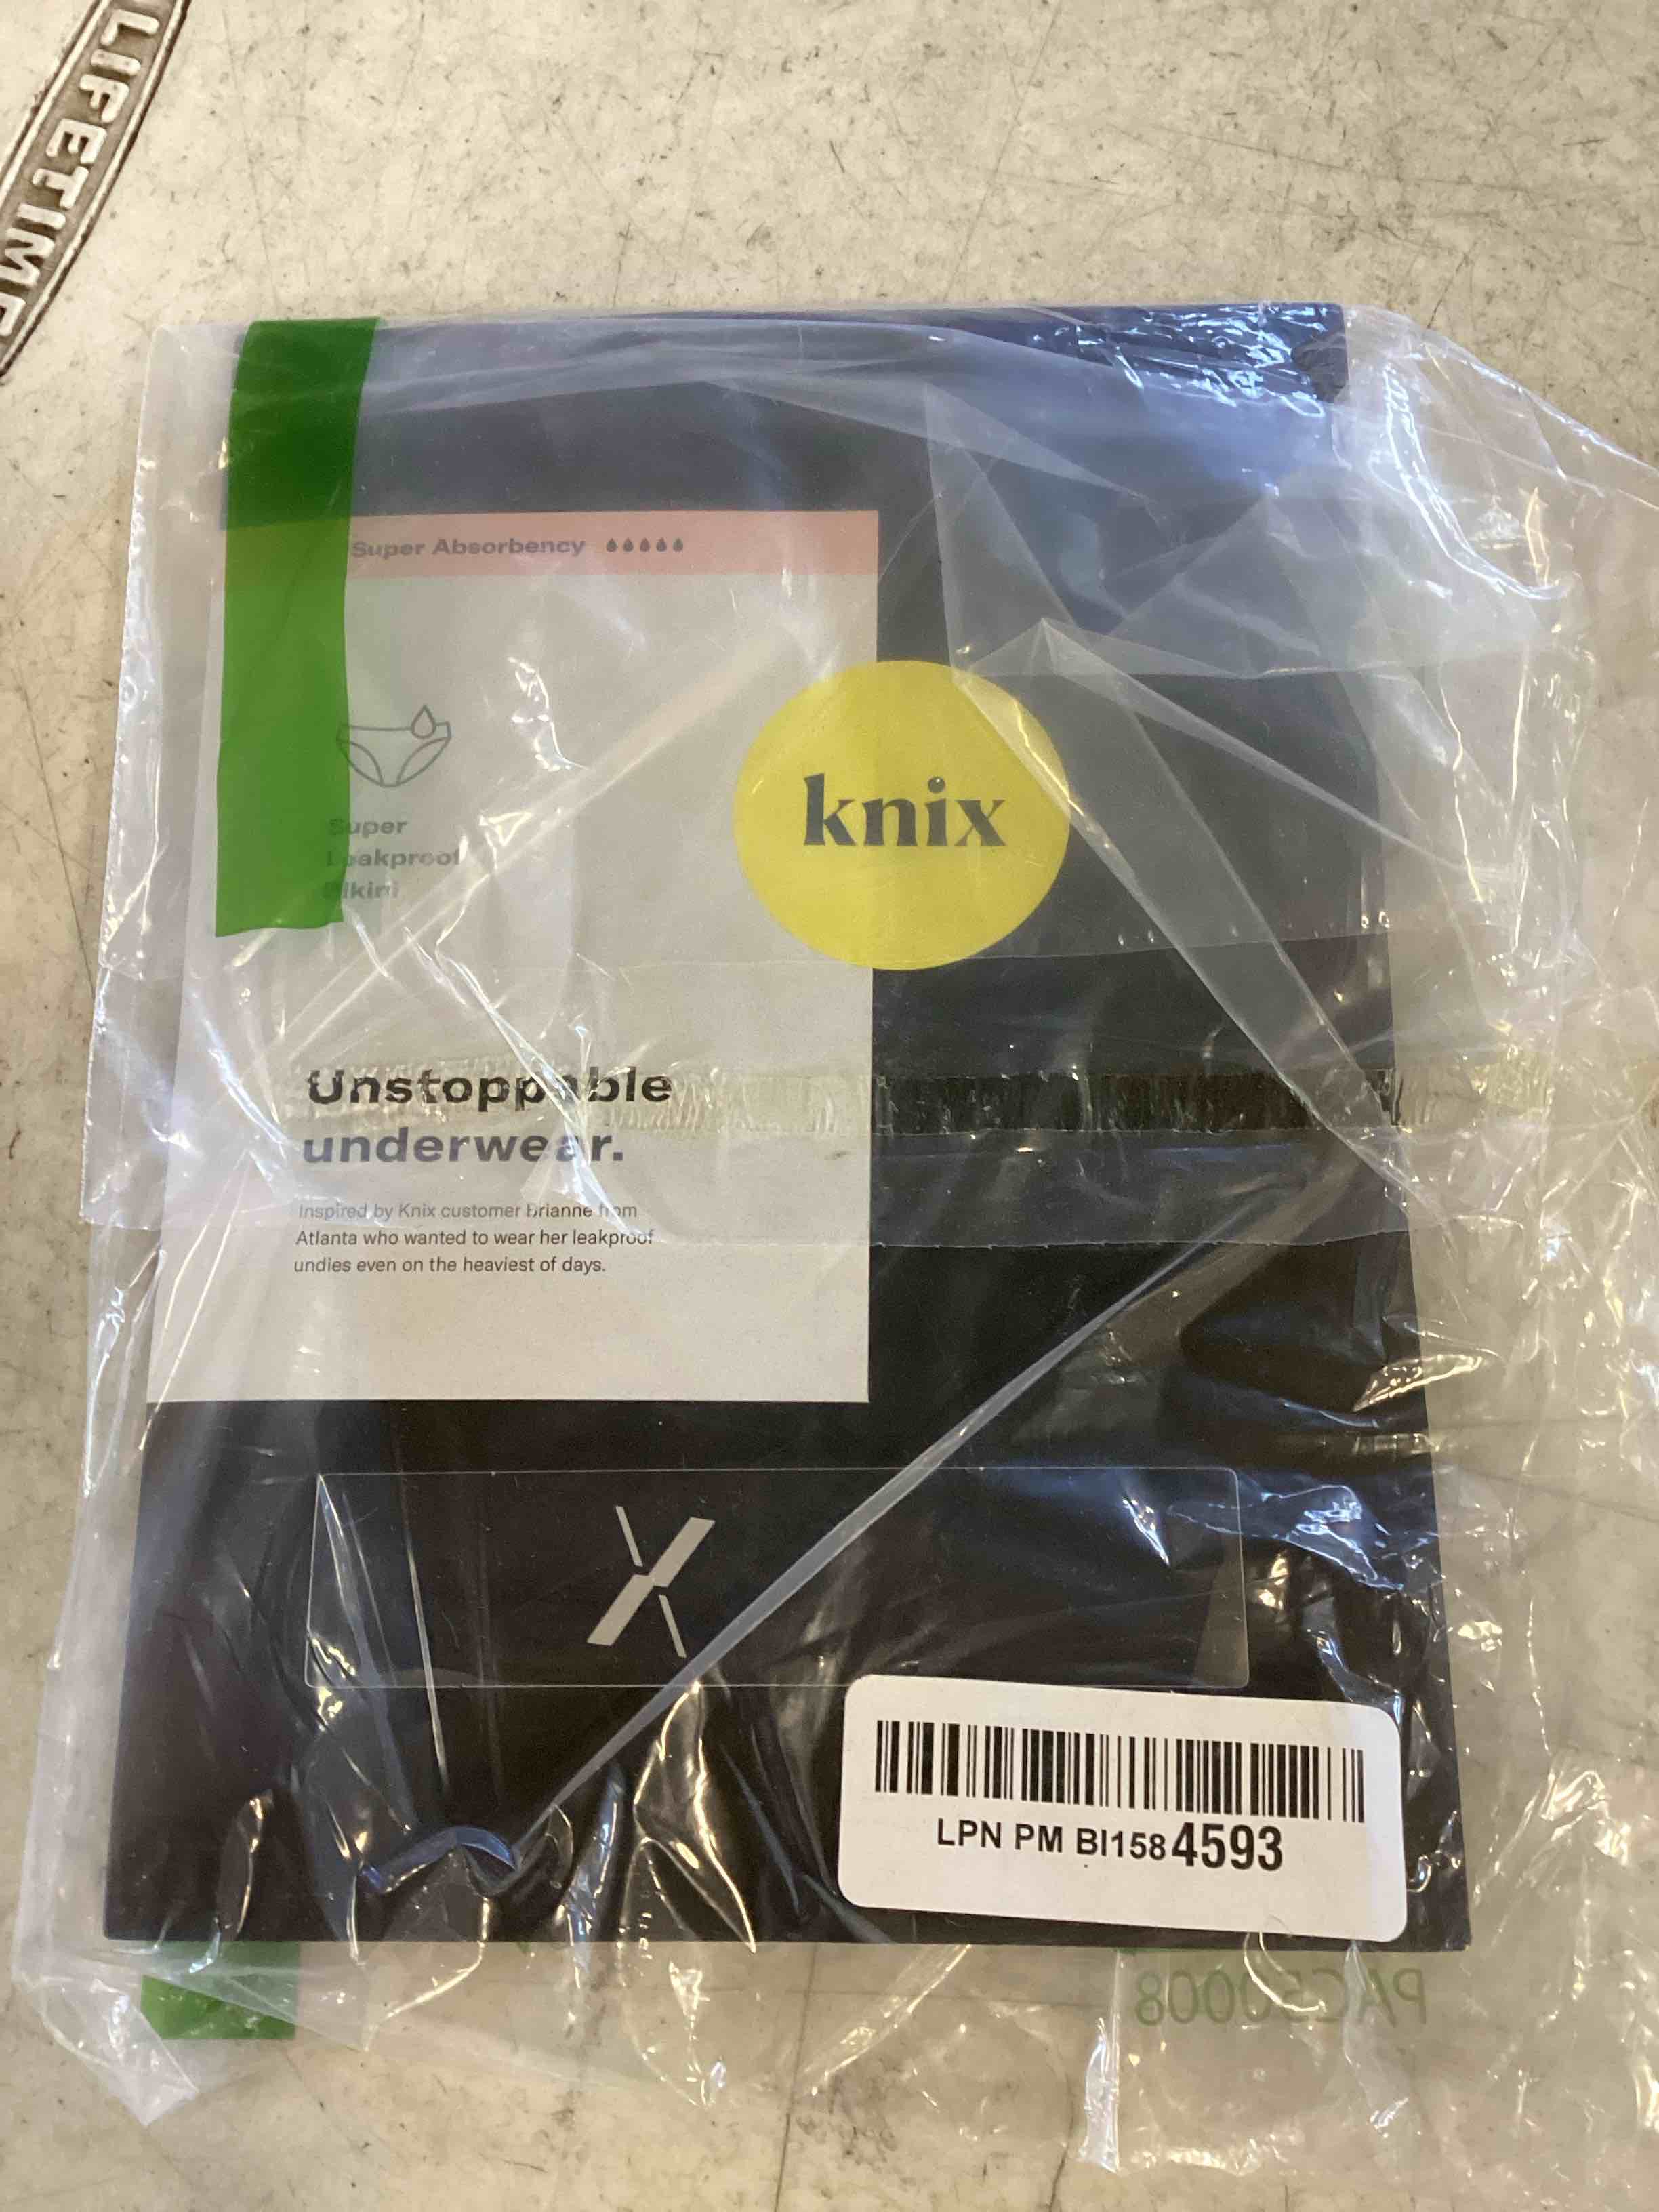 LIFETIME
Super Absorbency
knix
Super
Leakproof
Bikini
Unstoppable
underwear.
Inspired by Knix customer Brianne from
Atlanta who wanted to wear her leakproof
undies even on the heaviest of days.
LPN PM BI1584593
PAC50008